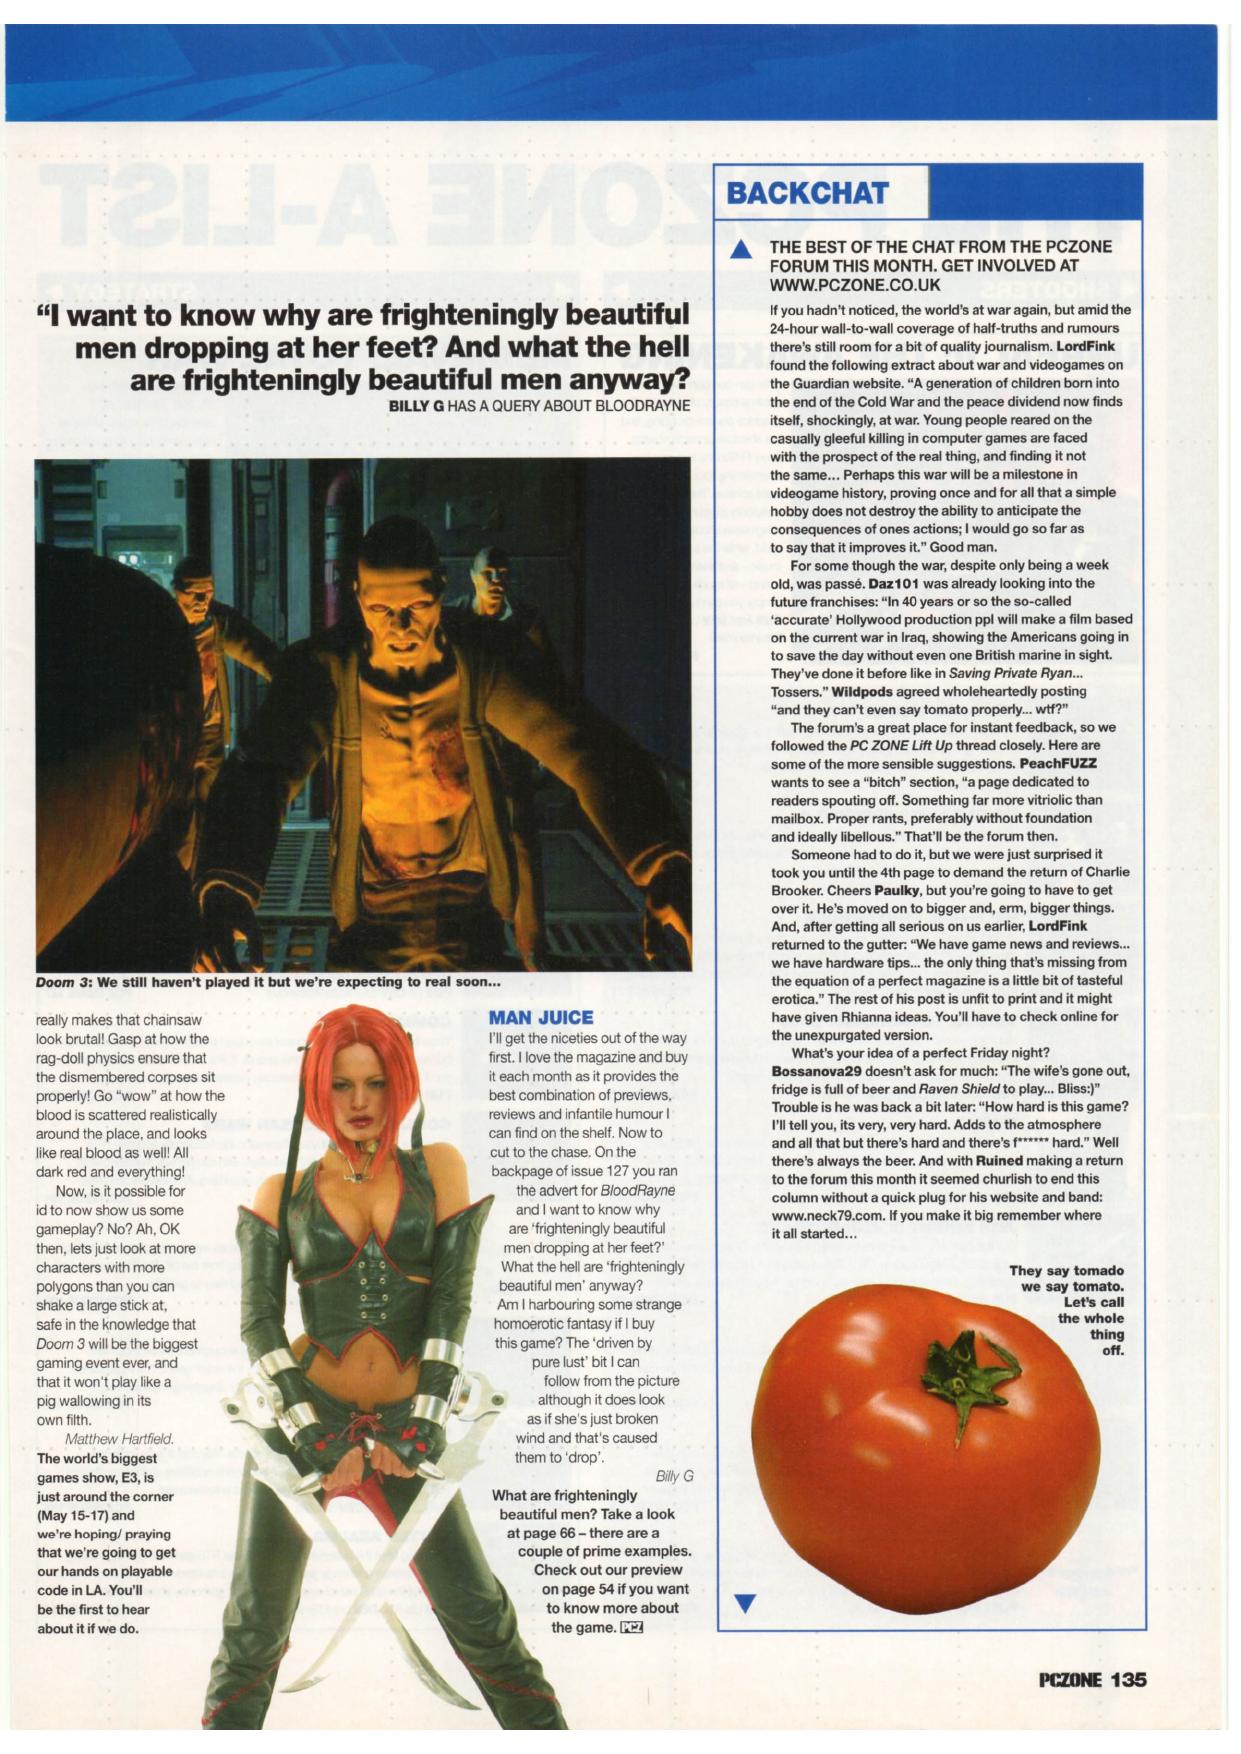 "I want to know why are frighteningly beautiful
men dropping at her feet? And what the hell
are frighteningly beautiful men anyway?
BILLY G HAS A QUERY ABOUT BLOODRAYNE
Doom 3: We still haven't played it but we're expecting to real soon...
really makes that chainsaw
look brutal! Gasp at how the
rag-doll physics ensure that
the dismembered corpses sit
properly! Go "wow" at how the
blood is scattered realistically
around the place, and looks
like real blood as well! All
dark red and everything!
Now, is it possible for
id to now show us some
gameplay? No? Ah, OK
then, lets just look at more
characters with more
polygons than you can
shake a large stick at,
safe in the knowledge that
Doom 3 will be the biggest
gaming event ever, and
that it won't play like a
pig wallowing in its
own filth.
Matthew Hartfield.
The world's biggest
games show, E3, is
just around the corner
(May 15-17) and
we're hoping/ praying
that we're going to get
our hands on playable
code in LA. You'll
be the first to hear
about it if we do.
MAN JUICE
I'll get the niceties out of the way
first. I love the magazine and buy
it each month as it provides the
best combination of previews,
reviews and infantile humour I
can find on the shelf. Now to
cut to the chase. On the
backpage of issue 127 you ran
the advert for BloodRayne
and I want to know why
are 'frighteningly beautiful
men dropping at her feet?'
What the hell are 'frighteningly
beautiful men' anyway?
Am I harbouring some strange
homoerotic fantasy if I buy
this game? The 'driven by
pure lust' bit I can
follow from the picture
although it does look
as if she's just broken
wind and that's caused
them to 'drop'.
Billy G
What are frighteningly
beautiful men? Take a look
at page 66 – there are a
couple of prime examples.
Check out our preview
on page 54 if you want
to know more about
the game. PCZ
BACKCHAT
THE BEST OF THE CHAT FROM THE PCZONE
FORUM THIS MONTH. GET INVOLVED AT
WWW.PCZONE.CO.UK
If you hadn't noticed, the world's at war again, but amid the
24-hour wall-to-wall coverage of half-truths and rumours
there's still room for a bit of quality journalism. LordFink
found the following extract about war and videogames on
the Guardian website. "A generation of children born into
the end of the Cold War and the peace dividend now finds
itself, shockingly, at war. Young people reared on the
casually gleeful killing in computer games are faced
with the prospect of the real thing, and finding it not
the same... Perhaps this war will be a milestone in
videogame history, proving once and for all that a simple
hobby does not destroy the ability to anticipate the
consequences of ones actions; I would go so far as
to say that it improves it." Good man.
For some though the war, despite only being a week
old, was passé. Daz101 was already looking into the
future franchises: "In 40 years or so the so-called
'accurate' Hollywood production ppl will make a film based
on the current war in Iraq, showing the Americans going in
to save the day without even one British marine in sight.
They've done it before like in Saving Private Ryan...
Tossers." Wildpods agreed wholeheartedly posting
"and they can't even say tomato properly... wtf?"
The forum's a great place for instant feedback, so we
followed the PC ZONE Lift Up thread closely. Here are
some of the more sensible suggestions. PeachFUZZ
wants to see a "bitch" section, "a page dedicated to
readers spouting off. Something far more vitriolic than
mailbox. Proper rants, preferably without foundation
and ideally libellous." That'll be the forum then.
Someone had to do it, but we were just surprised it
took you until the 4th page to demand the return of Charlie
Brooker. Cheers Paulky, but you're going to have to get
over it. He's moved on to bigger and, erm, bigger things.
And, after getting all serious on us earlier, LordFink
returned to the gutter: "We have game news and reviews...
we have hardware tips... the only thing that's missing from
the equation of a perfect magazine is a little bit of tasteful
erotica." The rest of his post is unfit to print and it might
have given Rhianna ideas. You'll have to check online for
the unexpurgated version.
What's your idea of a perfect Friday night?
Bossanova29 doesn't ask for much: "The wife's gone out,
fridge is full of beer and Raven Shield to play... Bliss:)"
Trouble is he was back a bit later: "How hard is this game?
I'll tell you, its very, very hard. Adds to the atmosphere
and all that but there's hard and there's f****** hard." Well
there's always the beer. And with Ruined making a return
to the forum this month it seemed churlish to end this
column without a quick plug for his website and band:
www.neck79.com. If you make it big remember where
it all started...
They say tomado
we say tomato.
Let's call
the whole
thing
off.
PCZONE 135